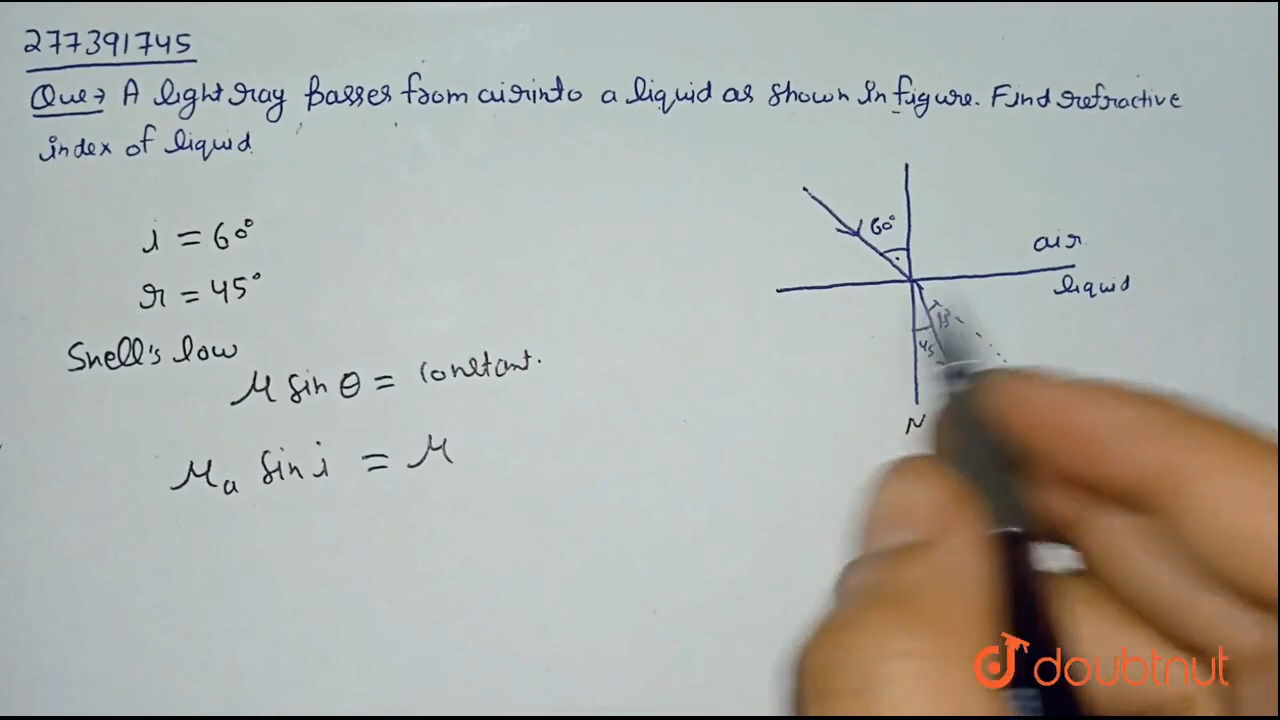 277391745
Que→ A light ray passes from air into a liquid as shown in figure. Find refractive
index of liquid.
i = 60°
r = 45°
Snell's low
μ sin θ = constant.
μa sin i = μ
60°
air
liquid
15°
45
N
doubtnut